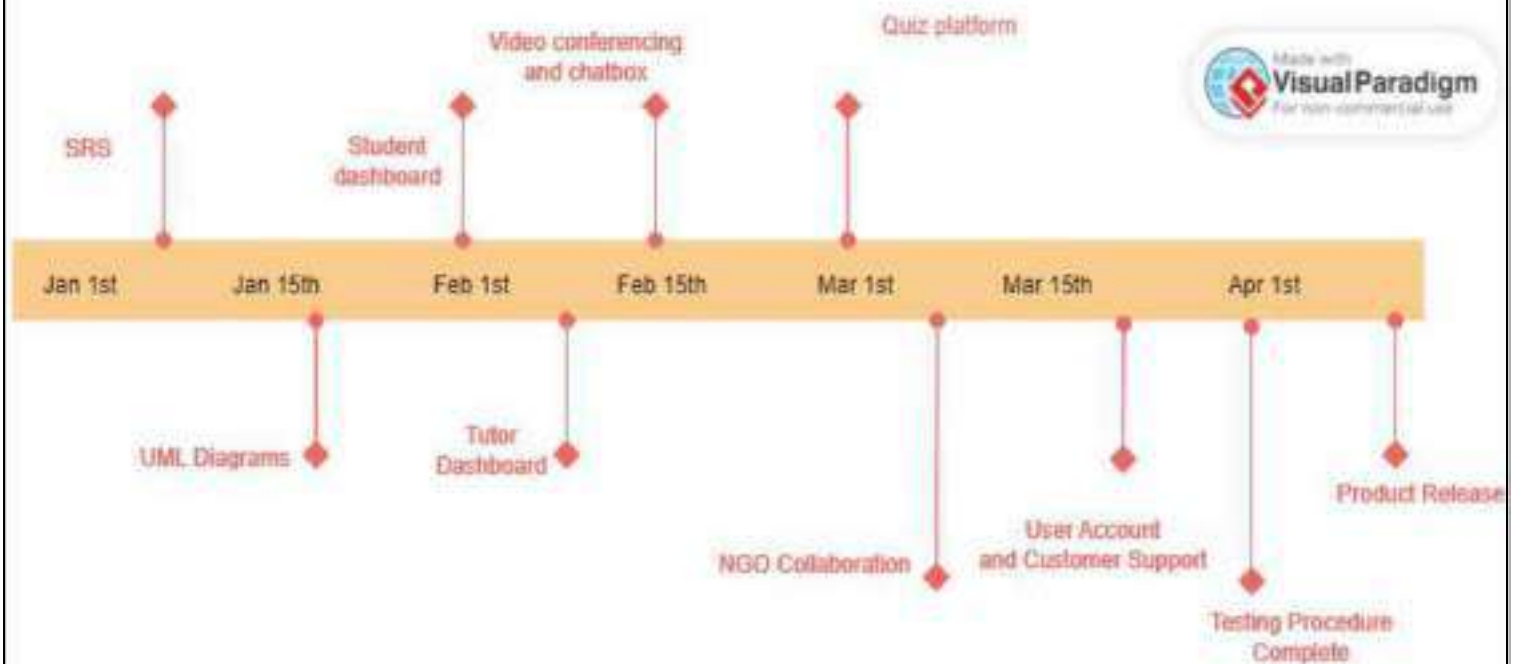 Quiz platform
Video conferencing
and chatbox
Made with
Visual Paradigm
For non-commercial use
SRS
Student
dashboard
Jan 1st
Jan 15th
Feb 1st
Feb 15th
Mar 1st
Mar 15th
Apr 1st
UML Diagrams
Tutor
Dashboard
Product Release
User Account
and Customer Support
NGO Collaboration
Testing Procedure
Complete